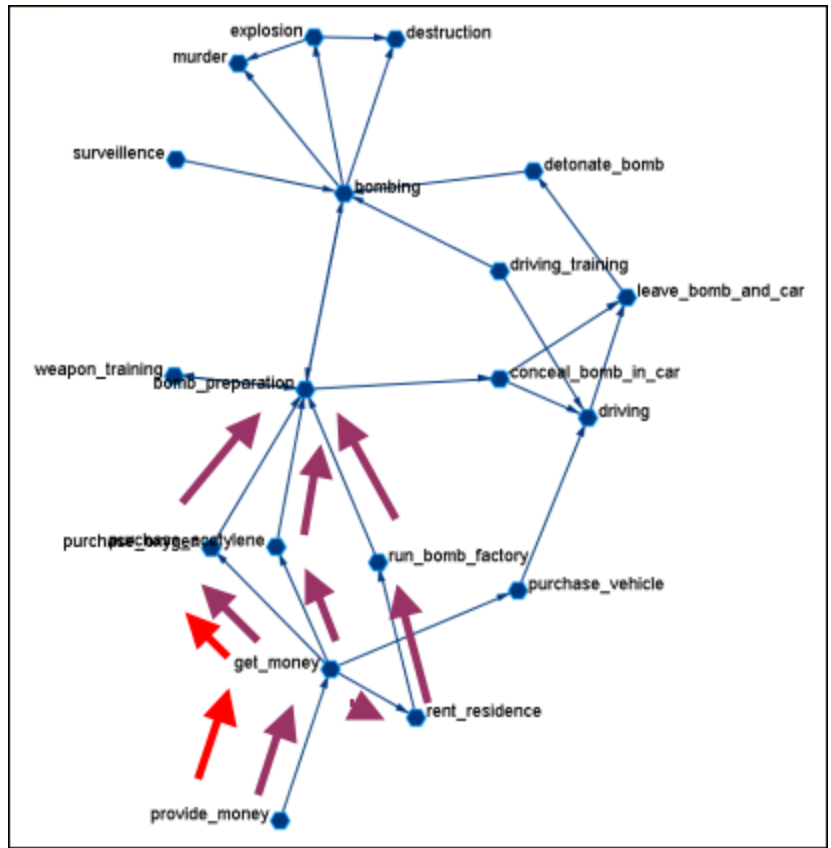 explosion
destruction
murder
surveillence
detonate_bomb
bombing
driving_training
leave_bomb_and_car
weapon_training
conceal_bomb_in_car
bomb_preparation
driving
run_bomb_factory
purchase_vehicle
get_money
rent_residence
provide_money